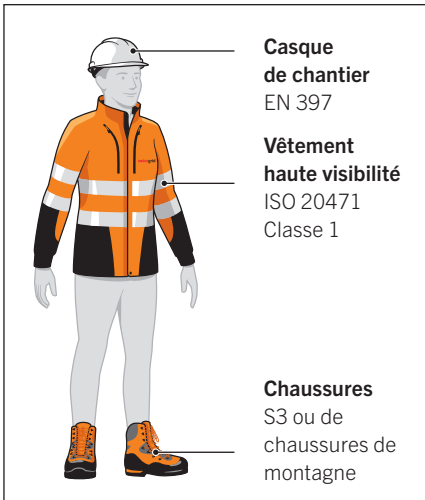 Casque
de chantier
EN 397
Vêtement
haute visibilité
ISO 20471
Classe 1
swissgrid
Chaussures
S3 ou de
chaussures de
montagne